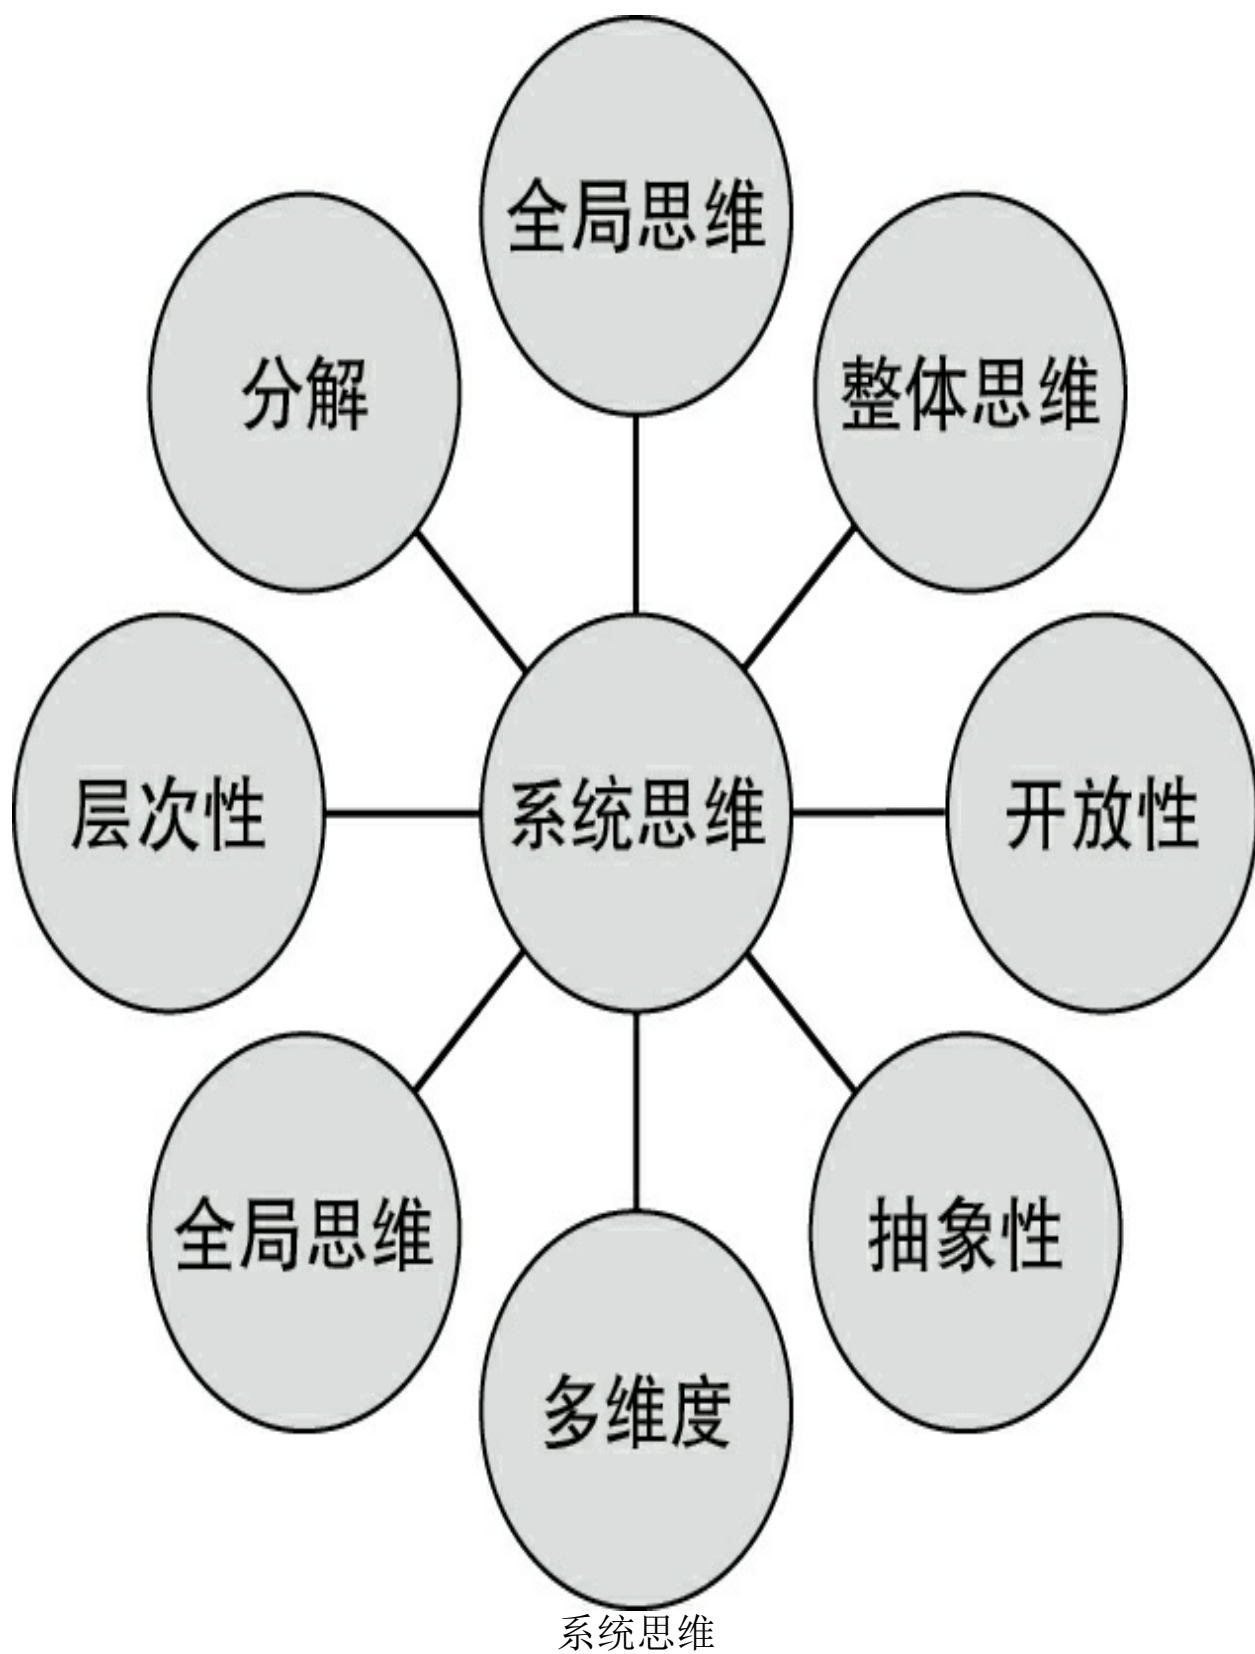 全局思维
分解
整体思维
层次性
系统思维
开放性
全局思维
抽象性
多维度
系统思维